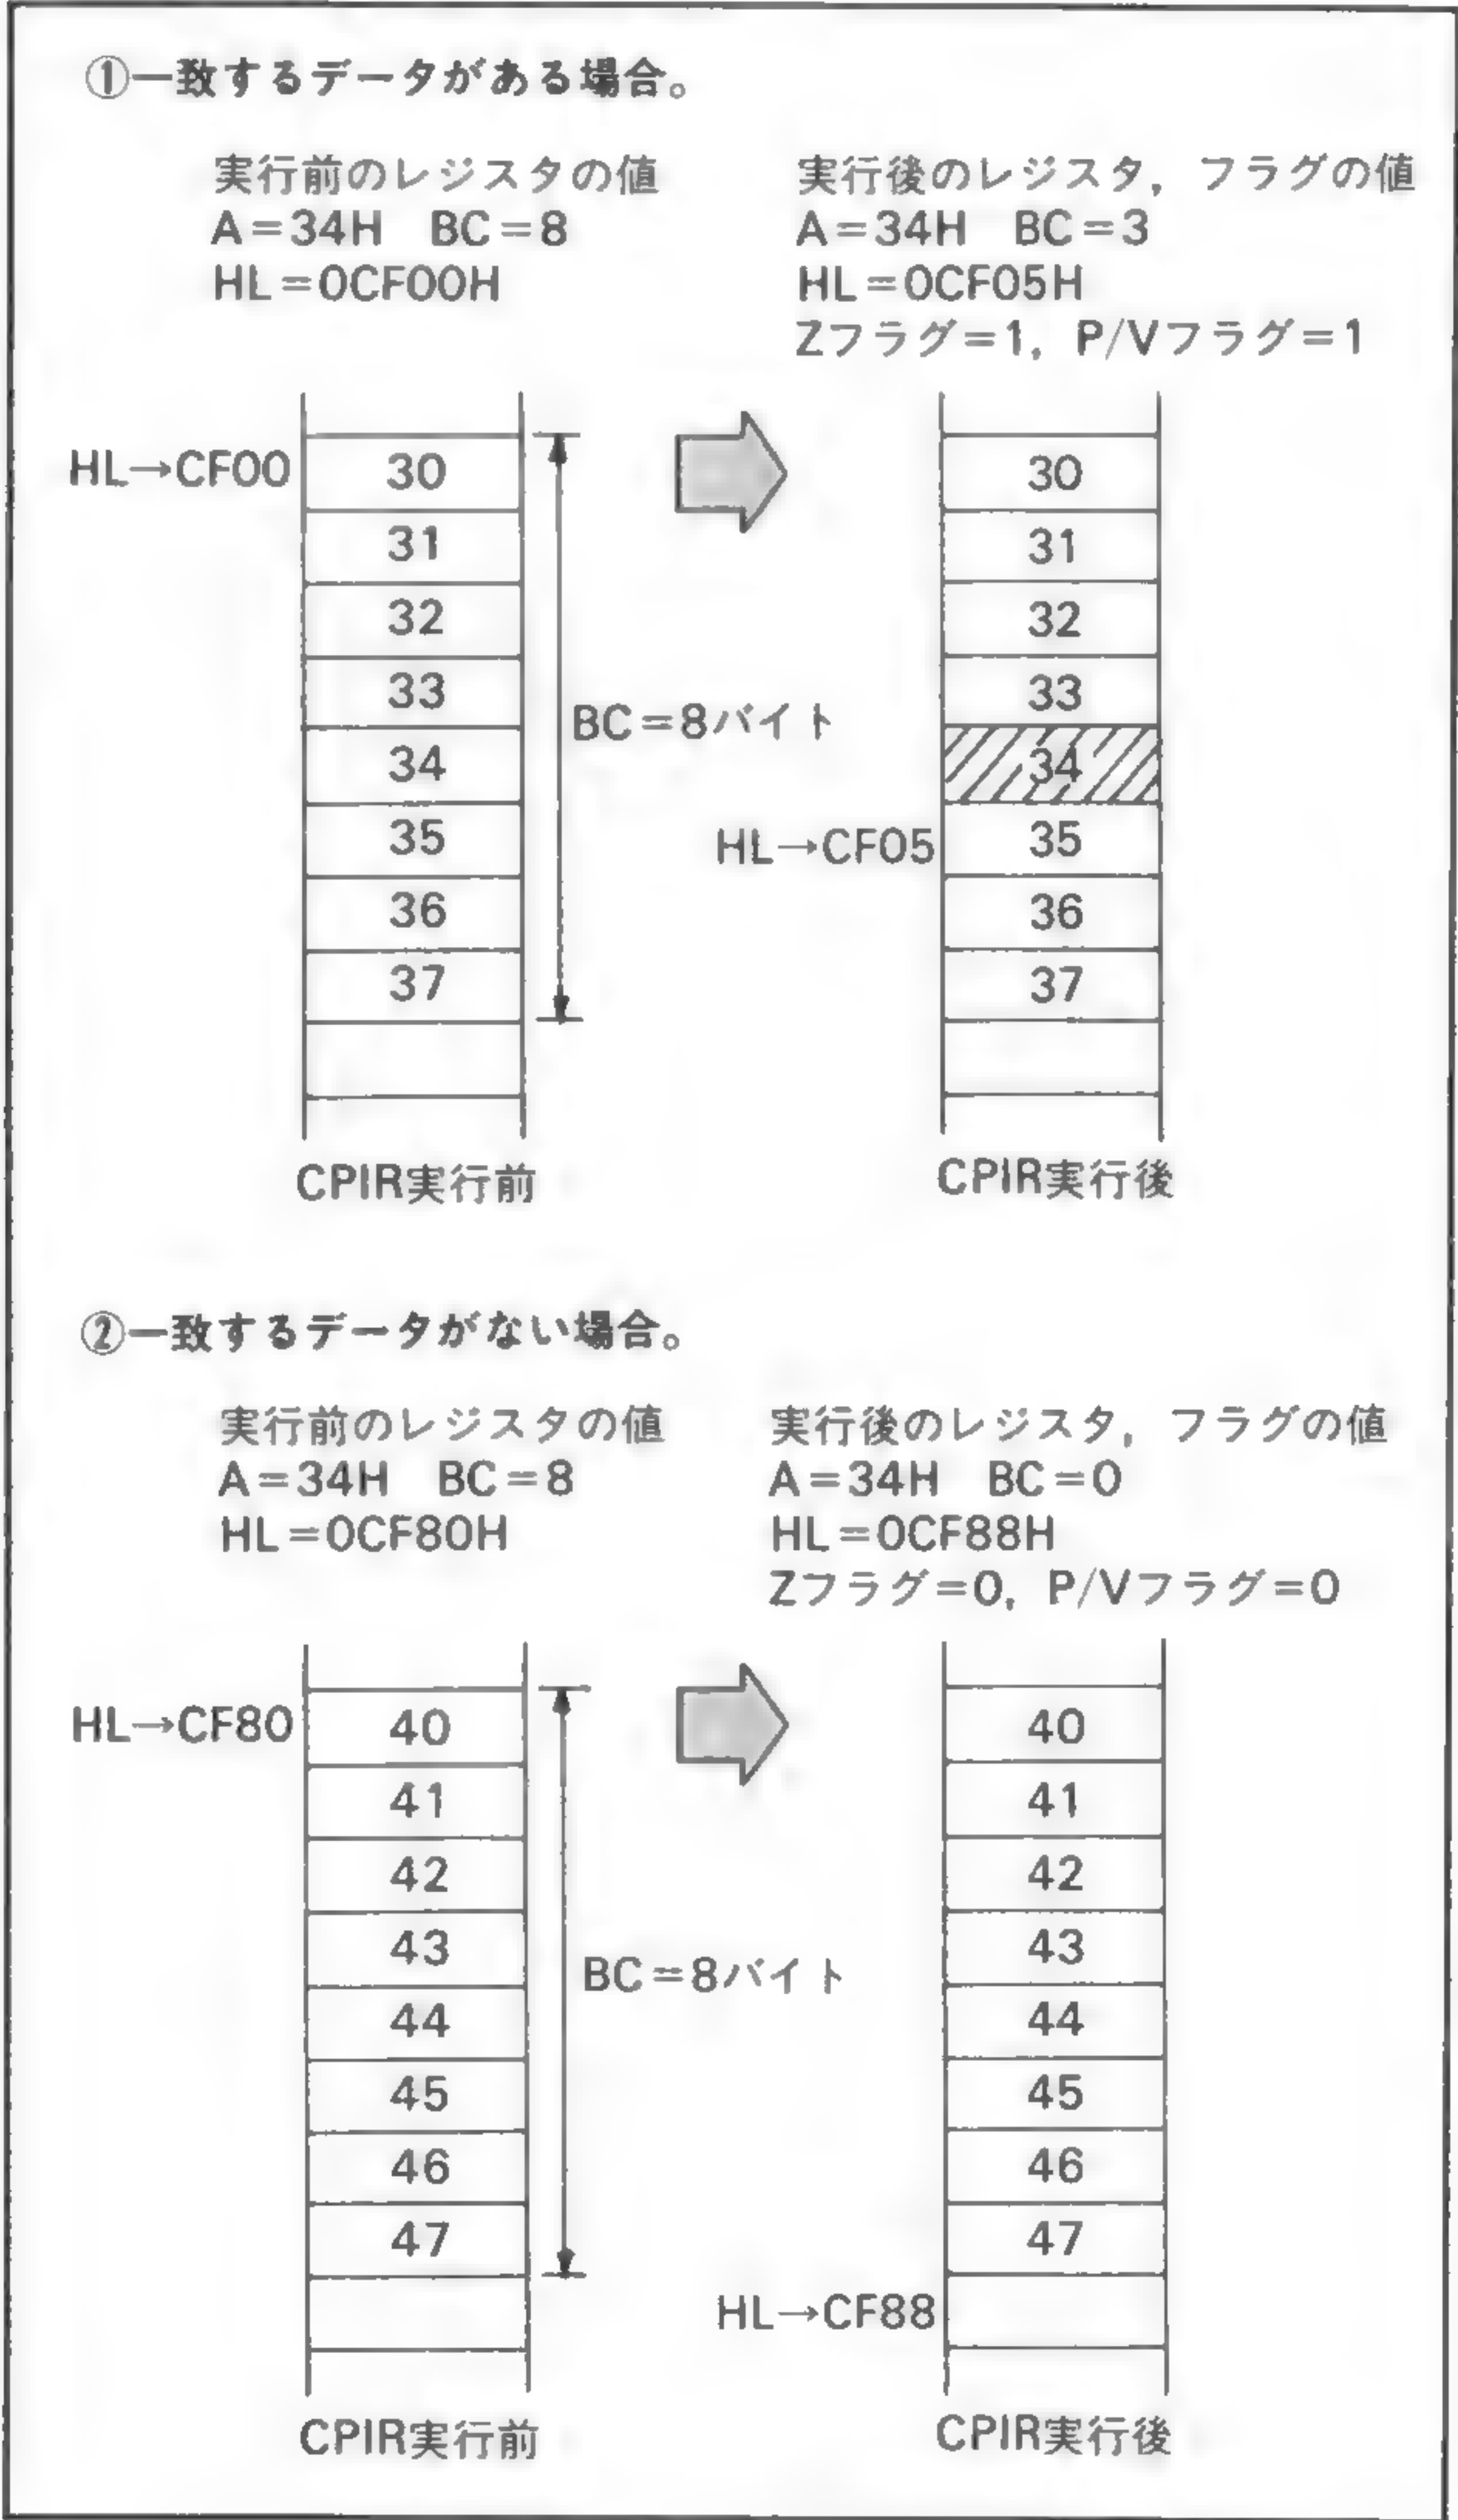 ①一致するデータがある場合。
実行前のレジスタの値
A=34H BC=8
HL=0CF00H
実行後のレジスタ，フラグの値
A=34H BC=3
HL=0CF05H
Zフラグ=1，P/Vフラグ=1
HL→CF00
30
31
32
33
34
35
36
37
BC=8バイト
CPIR実行前
30
31
32
33
34
HL→CF05
35
36
37
CPIR実行後
②一致するデータがない場合。
実行前のレジスタの値
A=34H BC=8
HL=0CF80H
実行後のレジスタ，フラグの値
A=34H BC=0
HL=0CF88H
Zフラグ=0，P/Vフラグ=0
HL→CF80
40
41
42
43
44
45
46
47
BC=8バイト
CPIR実行前
40
41
42
43
44
45
46
47
HL→CF88
CPIR実行後